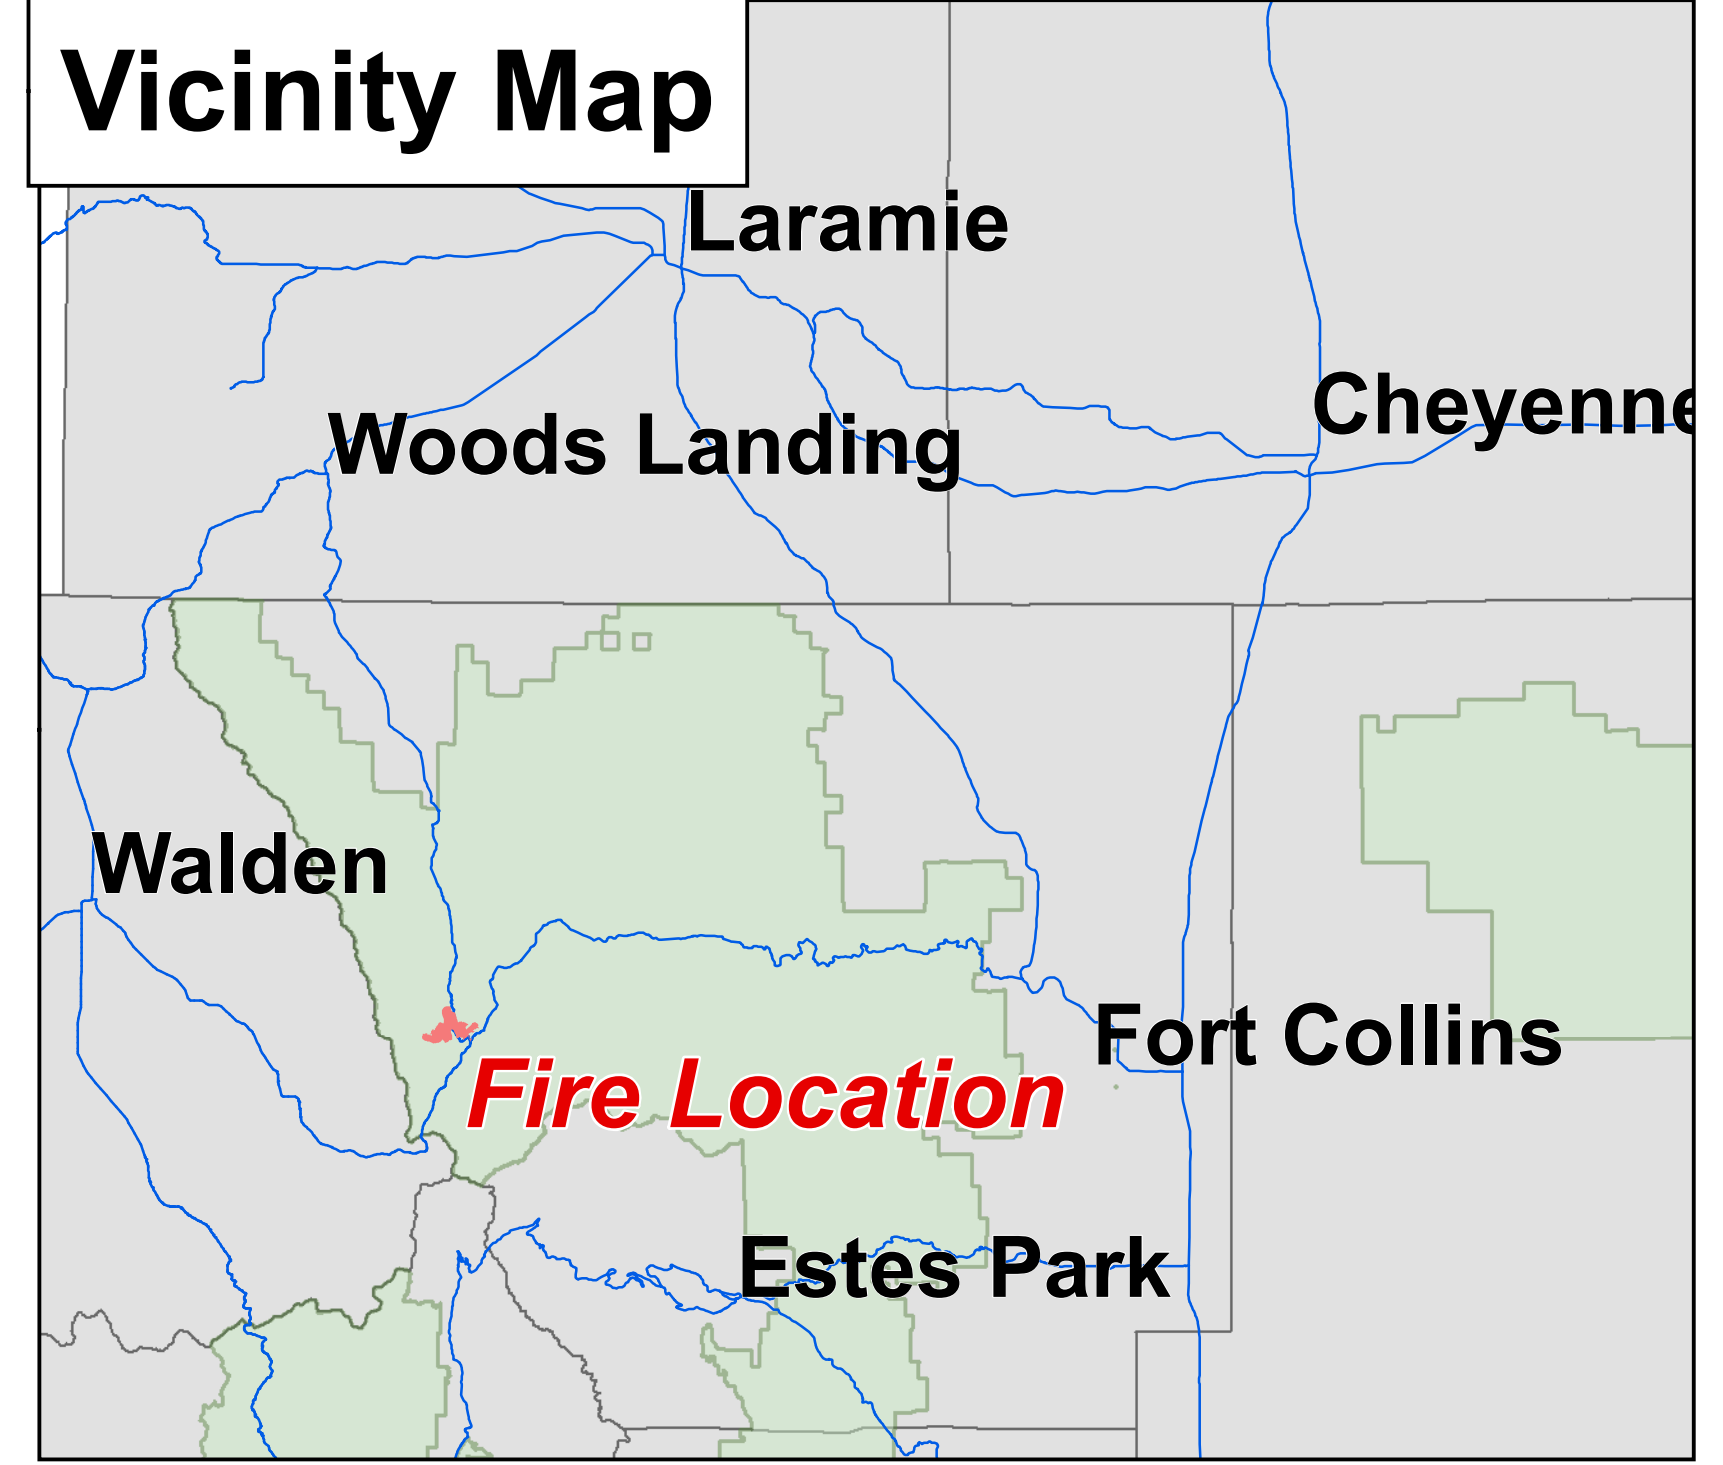 Vicinity Map
Laramie
Cheyenne
Woods Landing
Walden
Fort Collins
Fire Location
Estes Park